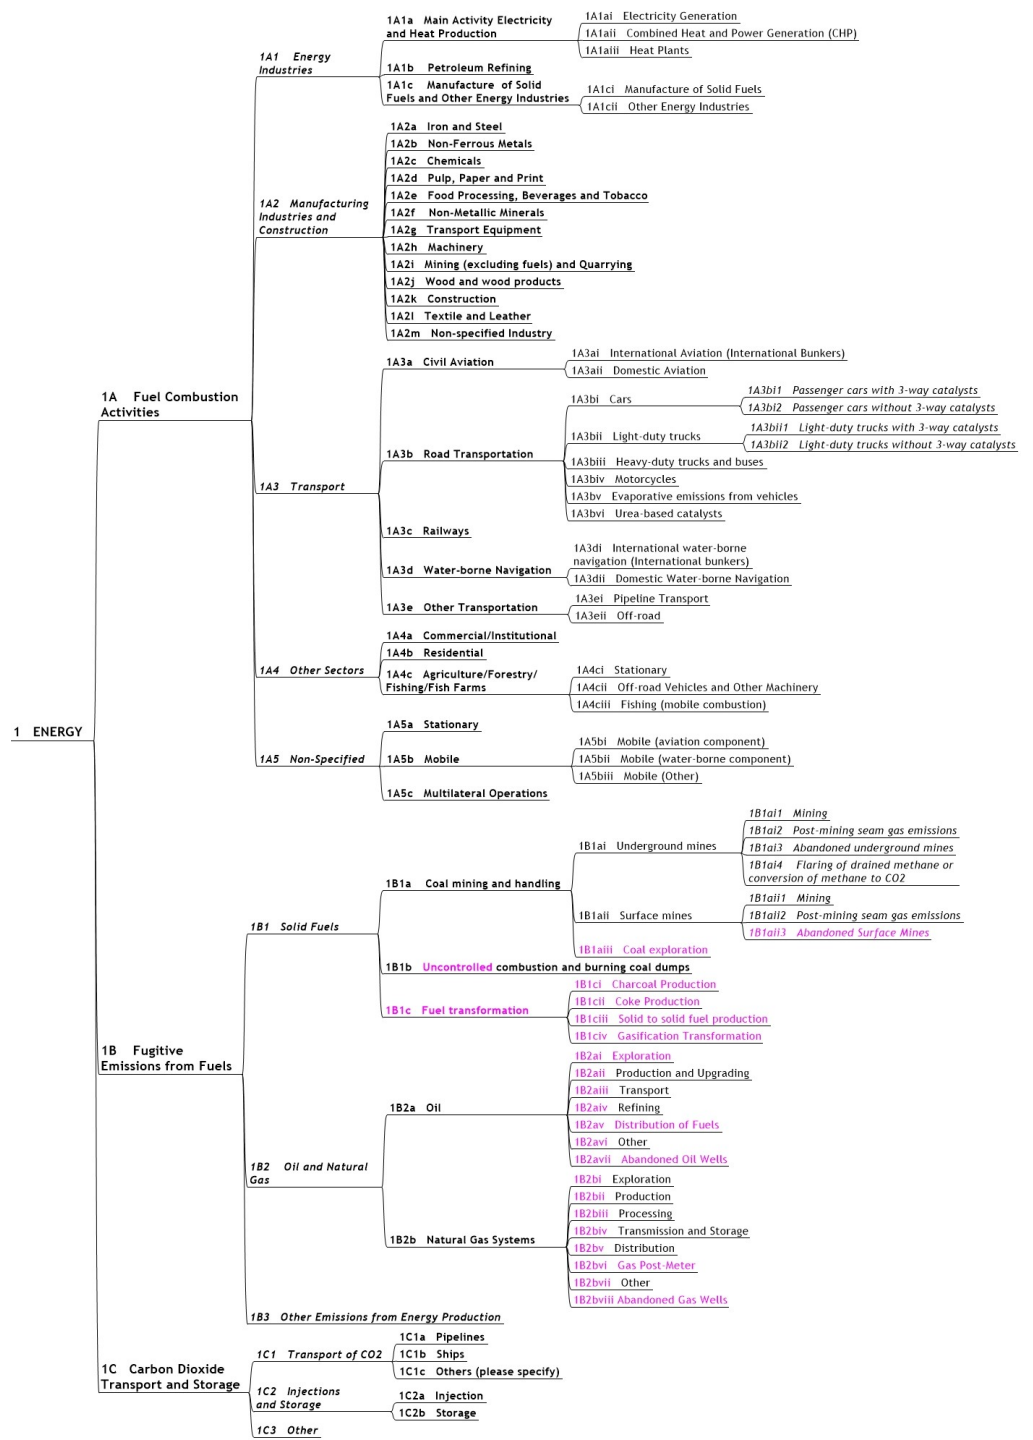 1 ENERGY
1A Fuel Combustion
Activities
1A1 Energy
Industries
1A1a Main Activity Electricity
and Heat Production
1A1ai Electricity Generation
1A1aii Combined Heat and Power Generation (CHP)
1A1aiii Heat Plants
1A1b Petroleum Refining
1A1c Manufacture of Solid
Fuels and Other Energy Industries
1A1ci Manufacture of Solid Fuels
1A1cii Other Energy Industries
1A2 Manufacturing
Industries and
Construction
1A2a Iron and Steel
1A2b Non-Ferrous Metals
1A2c Chemicals
1A2d Pulp, Paper and Print
1A2e Food Processing, Beverages and Tobacco
1A2f Non-Metallic Minerals
1A2g Transport Equipment
1A2h Machinery
1A2i Mining (excluding fuels) and Quarrying
1A2j Wood and wood products
1A2k Construction
1A2l Textile and Leather
1A2m Non-specified Industry
1A3 Transport
1A3a Civil Aviation
1A3ai International Aviation (International Bunkers)
1A3aii Domestic Aviation
1A3b Road Transportation
1A3bi Cars
1A3bi1 Passenger cars with 3-way catalysts
1A3bi2 Passenger cars without 3-way catalysts
1A3bii Light-duty trucks
1A3bii1 Light-duty trucks with 3-way catalysts
1A3bii2 Light-duty trucks without 3-way catalysts
1A3biii Heavy-duty trucks and buses
1A3biv Motorcycles
1A3bv Evaporative emissions from vehicles
1A3bvi Urea-based catalysts
1A3c Railways
1A3d Water-borne Navigation
1A3di International water-borne
navigation (International bunkers)
1A3dii Domestic Water-borne Navigation
1A3e Other Transportation
1A3ei Pipeline Transport
1A3eii Off-road
1A4 Other Sectors
1A4a Commercial/Institutional
1A4b Residential
1A4c Agriculture/Forestry/
Fishing/Fish Farms
1A4ci Stationary
1A4cii Off-road Vehicles and Other Machinery
1A4ciii Fishing (mobile combustion)
1A5 Non-Specified
1A5a Stationary
1A5b Mobile
1A5bi Mobile (aviation component)
1A5bii Mobile (water-borne component)
1A5biii Mobile (Other)
1A5c Multilateral Operations
1B Fugitive
Emissions from Fuels
1B1 Solid Fuels
1B1a Coal mining and handling
1B1ai Underground mines
1B1ai1 Mining
1B1ai2 Post-mining seam gas emissions
1B1ai3 Abandoned underground mines
1B1ai4 Flaring of drained methane or
conversion of methane to CO2
1B1aii Surface mines
1B1aii1 Mining
1B1aii2 Post-mining seam gas emissions
1B1aii3 Abandoned Surface Mines
1B1aiii Coal exploration
1B1b Uncontrolled combustion and burning coal dumps
1B1c Fuel transformation
1B1ci Charcoal Production
1B1cii Coke Production
1B1ciii Solid to solid fuel production
1B1civ Gasification Transformation
1B2 Oil and Natural
Gas
1B2a Oil
1B2ai Exploration
1B2aii Production and Upgrading
1B2aiii Transport
1B2aiv Refining
1B2av Distribution of Fuels
1B2avi Other
1B2avii Abandoned Oil Wells
1B2b Natural Gas Systems
1B2bi Exploration
1B2bii Production
1B2biii Processing
1B2biv Transmission and Storage
1B2bv Distribution
1B2bvi Gas Post-Meter
1B2bvii Other
1B2bviii Abandoned Gas Wells
1B3 Other Emissions from Energy Production
1C Carbon Dioxide
Transport and Storage
1C1 Transport of CO2
1C1a Pipelines
1C1b Ships
1C1c Others (please specify)
1C2 Injections
and Storage
1C2a Injection
1C2b Storage
1C3 Other